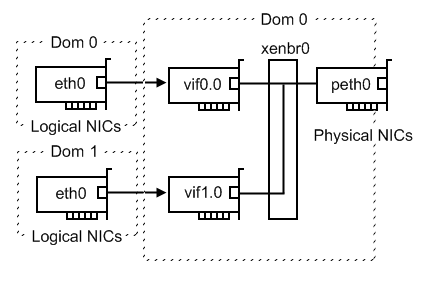 Dom 0
Dom 0
xenbr0
eth0
vif0.0
peth0
Logical NICs
Physical NICs
Dom 1
eth0
vif1.0
Logical NICs